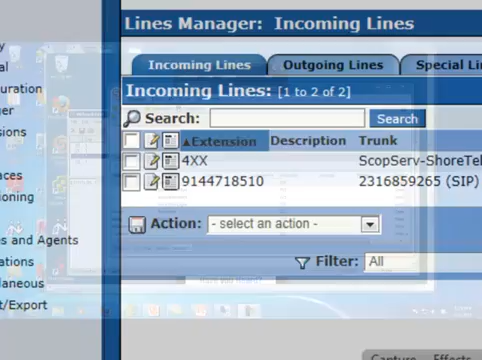 Lines Manager: Incoming Lines
Incoming Lines
Outgoing Lines
Special Li
Incoming Lines: [1 to 2 of 2]
Search:
Search
▲Extension Description Trunk
4XX ScopServ-ShoreTel
9144718510 2316859265 (SIP)
Action: - select an action -
Filter: All
y
al
uration
er
sions
aces
ioning
s and Agents
ations
laneous
t/Export
Capture Effects